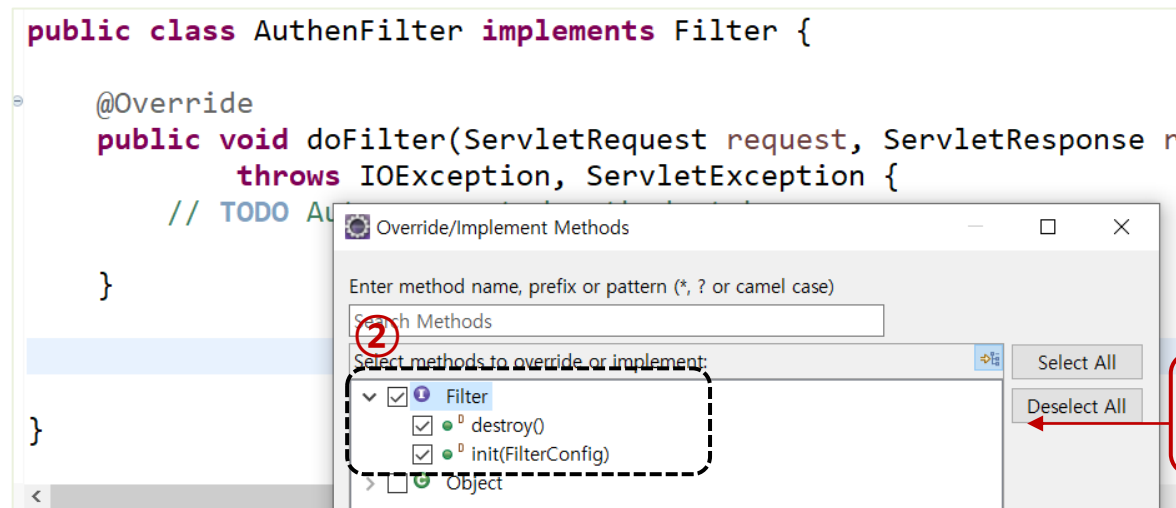 public class AuthenFilter implements Filter {
@Override
public void doFilter(ServletRequest request, ServletResponse
throws IOException, ServletException {
// TODO
}
}
Override/Implement Methods
Enter method name, prefix or pattern (*, ? or camel case)
Search Methods
②
Select methods to override or implement:
Select All
Deselect All
Filter
destroy()
init(FilterConfig)
Object